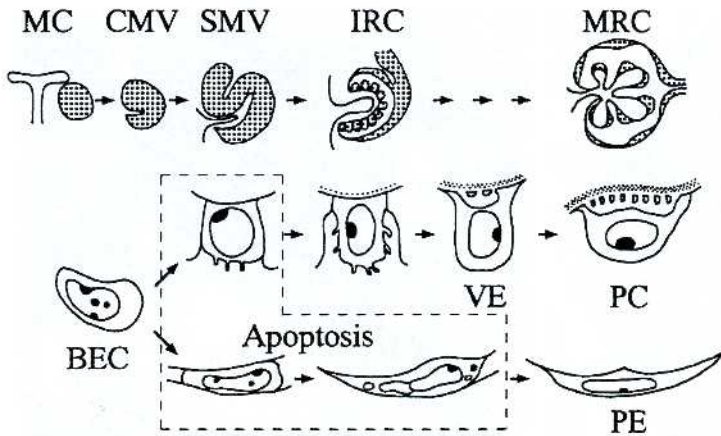 MC CMV SMV IRC MRC
VE PC
BEC
Apoptosis
PE